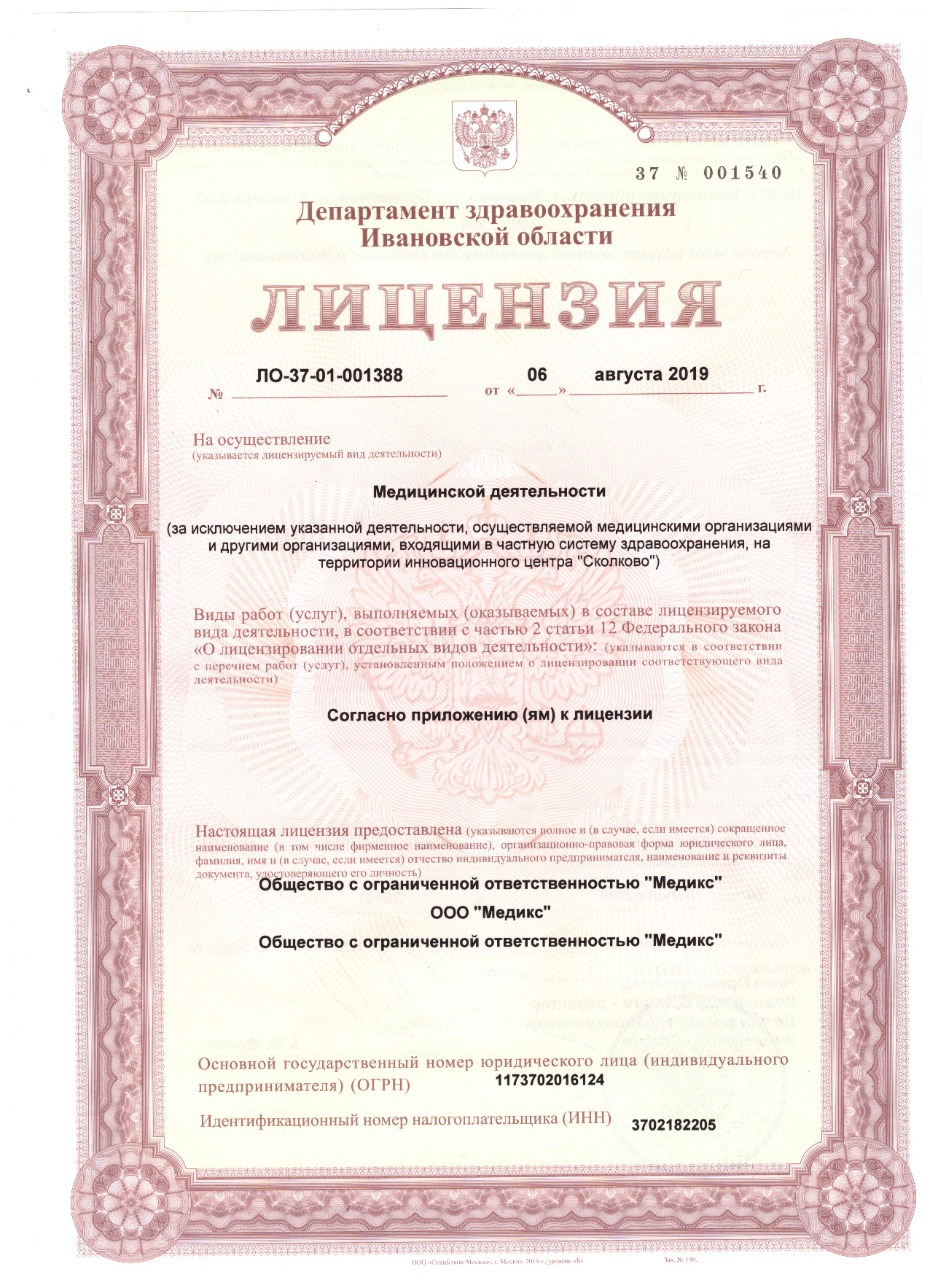 37 № 001540
Департамент здравоохранения
Ивановской области
ЛИЦЕНЗИЯ
№ ЛО-37-01-001388 от « 06 » августа 2019 г.
На осуществление
(указывается лицензируемый вид деятельности)
Медицинской деятельности
(за исключением указанной деятельности, осуществляемой медицинскими организациями
и другими организациями, входящими в частную систему здравоохранения, на
территории инновационного центра "Сколково")
Виды работ (услуг), выполняемых (оказываемых) в составе лицензируемого
вида деятельности, в соответствии с частью 2 статьи 12 Федерального закона
«О лицензировании отдельных видов деятельности»: (указываются в соответствии
с перечнем работ (услуг), установленным положением о лицензировании соответствующего вида
деятельности)
Согласно приложению (ям) к лицензии
Настоящая лицензия предоставлена (указываются полное и (в случае, если имеется) сокращенное
наименование (в том числе фирменное наименование), организационно-правовая форма юридического лица,
фамилия, имя и (в случае, если имеется) отчество индивидуального предпринимателя, наименование и реквизиты
документа, удостоверяющего его личность)
Общество с ограниченной ответственностью "Медикс"
ООО "Медикс"
Общество с ограниченной ответственностью "Медикс"
Основной государственный номер юридического лица (индивидуального
предпринимателя) (ОГРН) 1173702016124
Идентификационный номер налогоплательщика (ИНН) 3702182205
ООО «СпецБланк-Москва», г. Москва, 2019 г., уровень «Б»